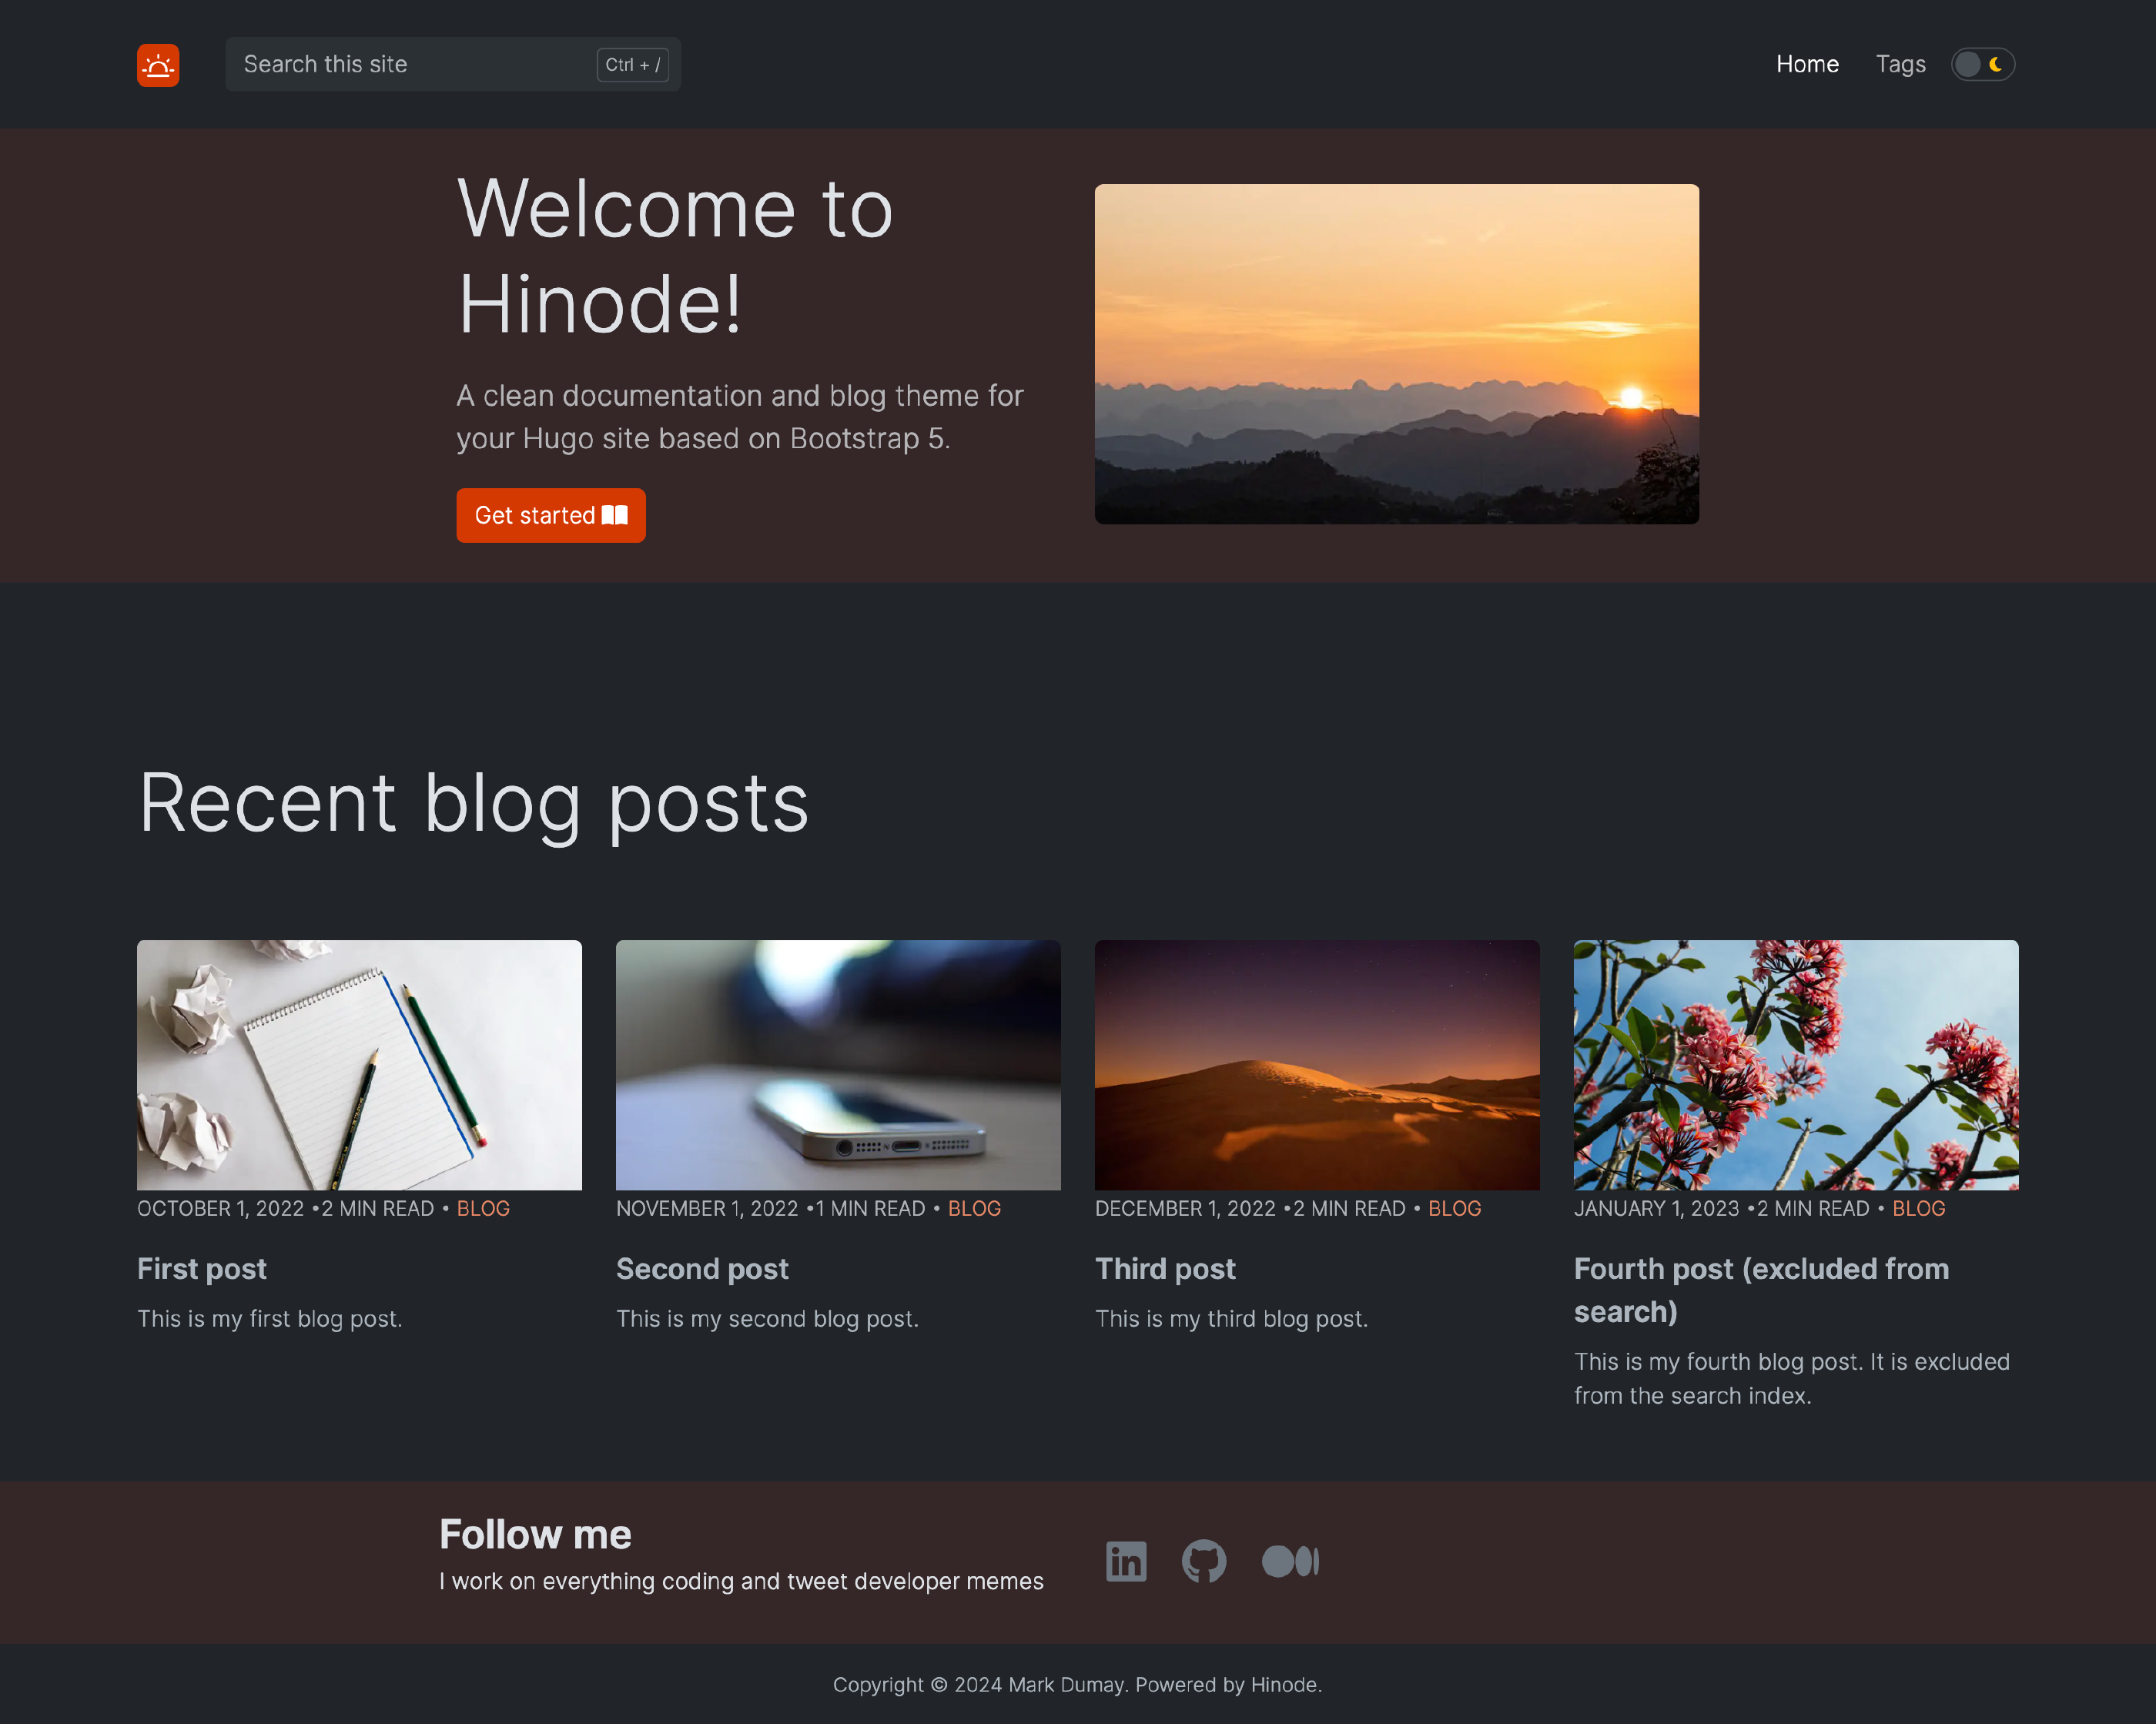 Search this site
Ctrl + /
Home
Tags
Welcome to
Hinode!
A clean documentation and blog theme for
your Hugo site based on Bootstrap 5.
Get started
Recent blog posts
OCTOBER 1, 2022 •2 MIN READ • BLOG
First post
This is my first blog post.
NOVEMBER 1, 2022 •1 MIN READ • BLOG
Second post
This is my second blog post.
DECEMBER 1, 2022 •2 MIN READ • BLOG
Third post
This is my third blog post.
JANUARY 1, 2023 •2 MIN READ • BLOG
Fourth post (excluded from
search)
This is my fourth blog post. It is excluded
from the search index.
Follow me
I work on everything coding and tweet developer memes
in
Copyright © 2024 Mark Dumay. Powered by Hinode.